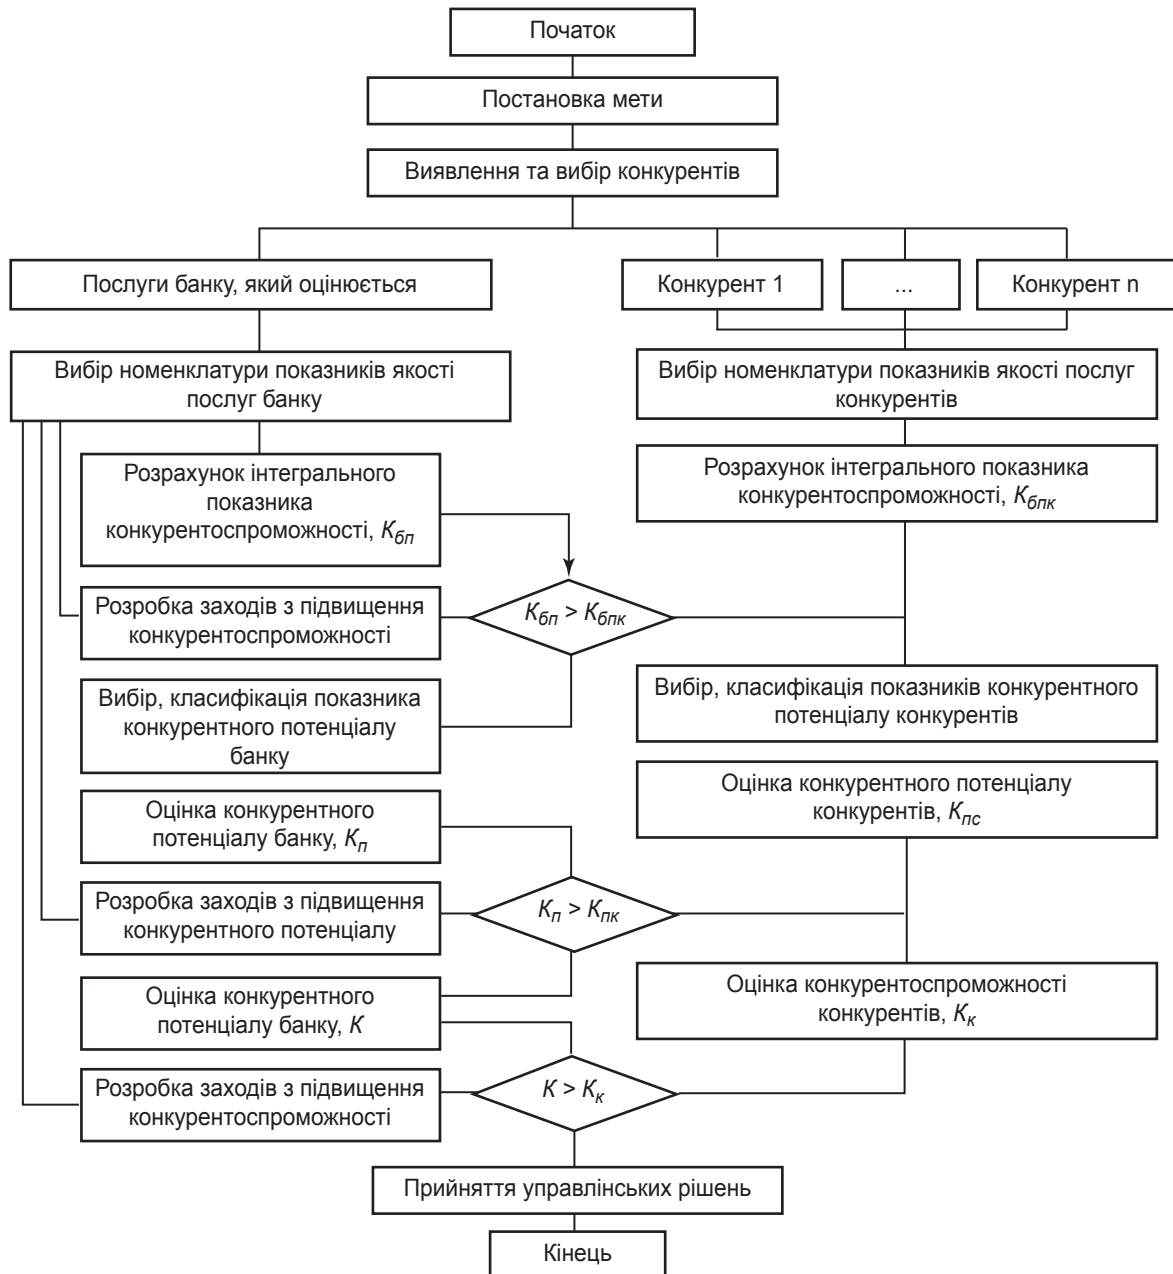 Початок
Постановка мети
Виявлення та вибір конкурентів
Послуги банку, який оцінюється
Конкурент 1
...
Конкурент n
Вибір номенклатури показників якості
послуг банку
Вибір номенклатури показників якості послуг
конкурентів
Розрахунок інтегрального
показника
конкурентоспроможності, Kбп
Розрахунок інтегрального показника
конкурентоспроможності, Kбпк
Розробка заходів з підвищення
конкурентоспроможності
Kбп > Kбпк
Вибір, класифікація показника
конкурентного потенціалу
банку
Вибір, класифікація показників конкурентного
потенціалу конкурентів
Оцінка конкурентного
потенціалу банку, Kп
Оцінка конкурентного потенціалу
конкурентів, Kпс
Розробка заходів з підвищення
конкурентного потенціалу
Kп > Kпк
Оцінка конкурентного
потенціалу банку, K
Оцінка конкурентоспроможності
конкурентів, Kк
Розробка заходів з підвищення
конкурентоспроможності
K > Kк
Прийняття управлінських рішень
Кінець